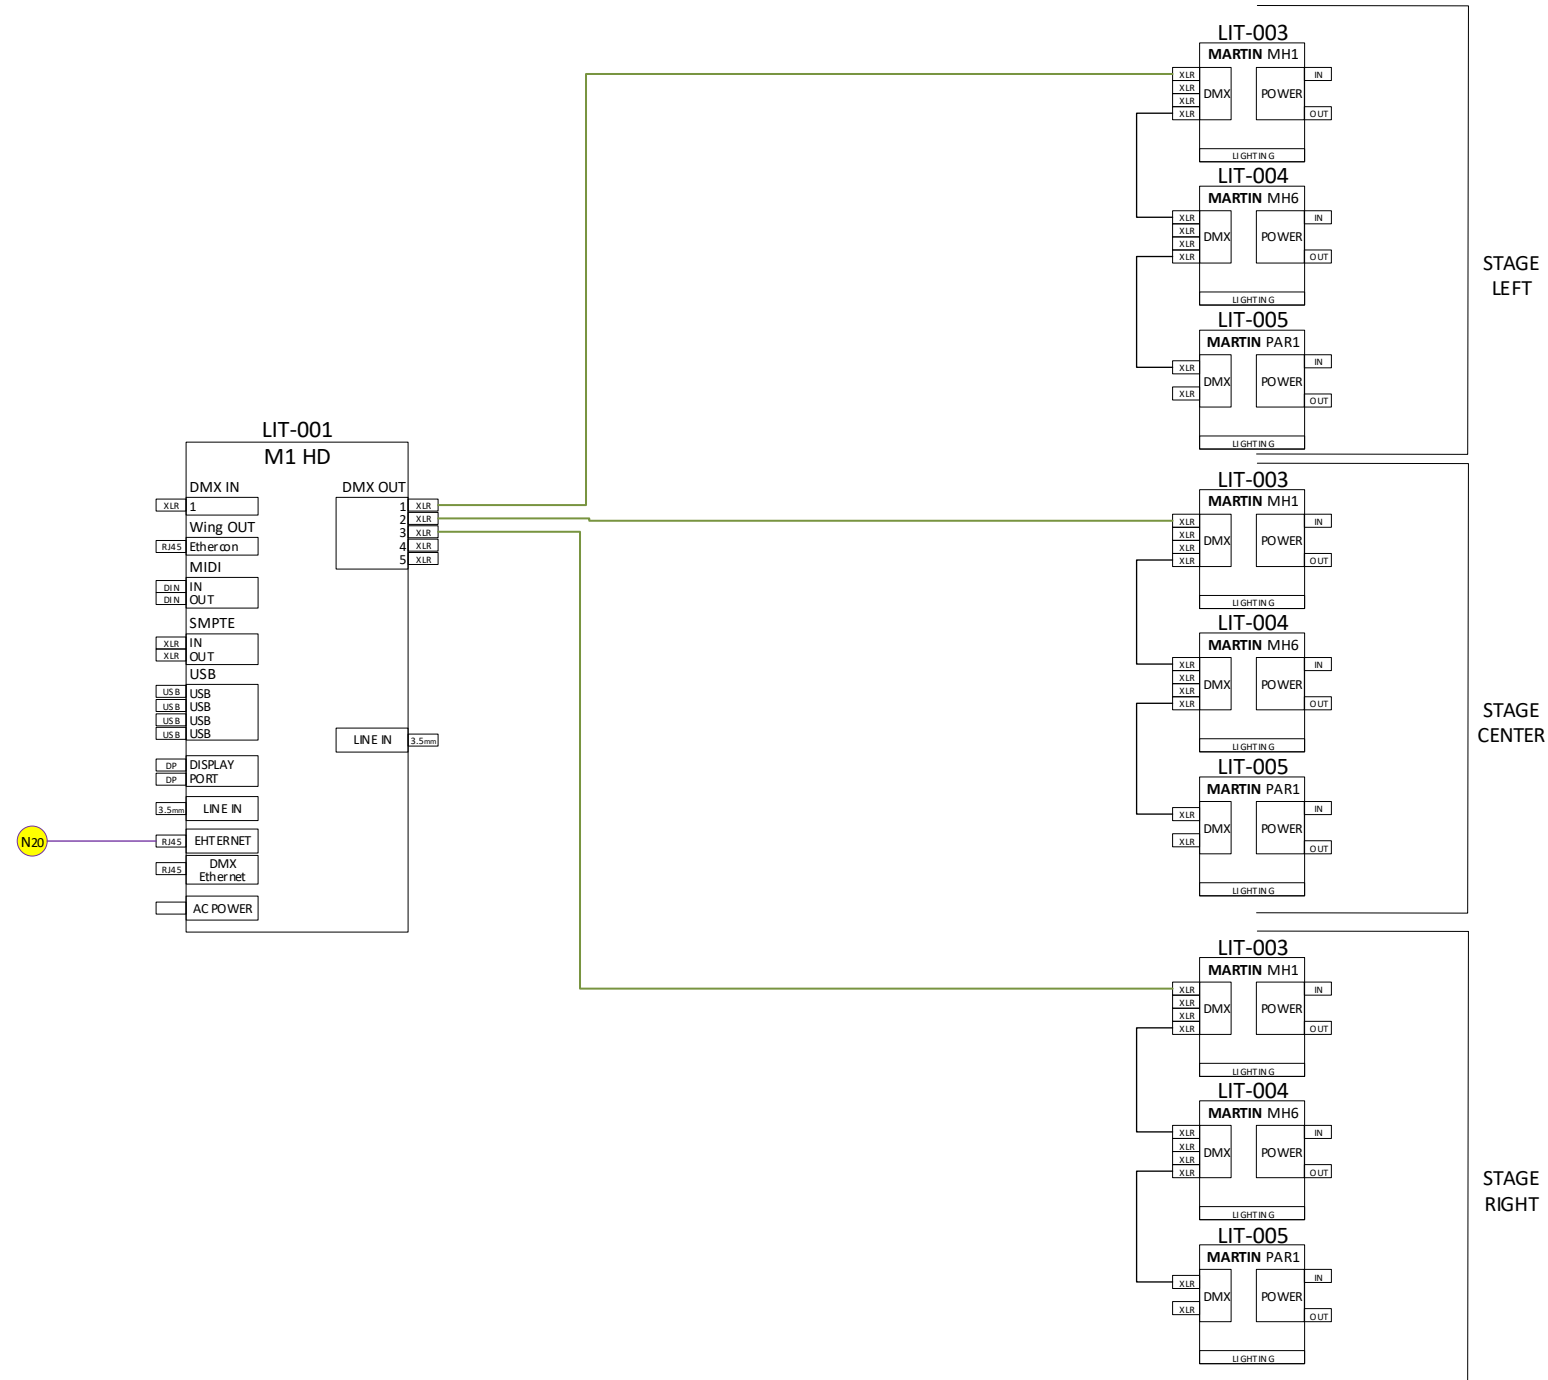 LIT-001
M1 HD
DMX IN
XLR 1
Wing OUT
RJ45 Ethercon
MIDI
DIN IN
DIN OUT
SMPTE
XLR IN
XLR OUT
USB
USB USB
USB USB
USB USB
USB USB
DP DISPLAY
DP PORT
3.5mm LINE IN
N20
RJ45 EHTERNET
RJ45 DMX
Ethernet
AC POWER
DMX OUT
1 XLR
2 XLR
3 XLR
4 XLR
5 XLR
LINE IN 3.5mm
LIT-003
MARTIN MH1
XLR IN
XLR
DMX POWER
XLR
XLR OUT
LIGHTING
LIT-004
MARTIN MH6
XLR IN
XLR
DMX POWER
XLR
XLR OUT
LIGHTING
LIT-005
MARTIN PAR1
XLR IN
DMX POWER
XLR OUT
LIGHTING
STAGE
LEFT
LIT-003
MARTIN MH1
XLR IN
XLR
DMX POWER
XLR
XLR OUT
LIGHTING
LIT-004
MARTIN MH6
XLR IN
XLR
DMX POWER
XLR
XLR OUT
LIGHTING
LIT-005
MARTIN PAR1
XLR IN
DMX POWER
XLR OUT
LIGHTING
STAGE
CENTER
LIT-003
MARTIN MH1
XLR IN
XLR
DMX POWER
XLR
XLR OUT
LIGHTING
LIT-004
MARTIN MH6
XLR IN
XLR
DMX POWER
XLR
XLR OUT
LIGHTING
LIT-005
MARTIN PAR1
XLR IN
DMX POWER
XLR OUT
LIGHTING
STAGE
RIGHT